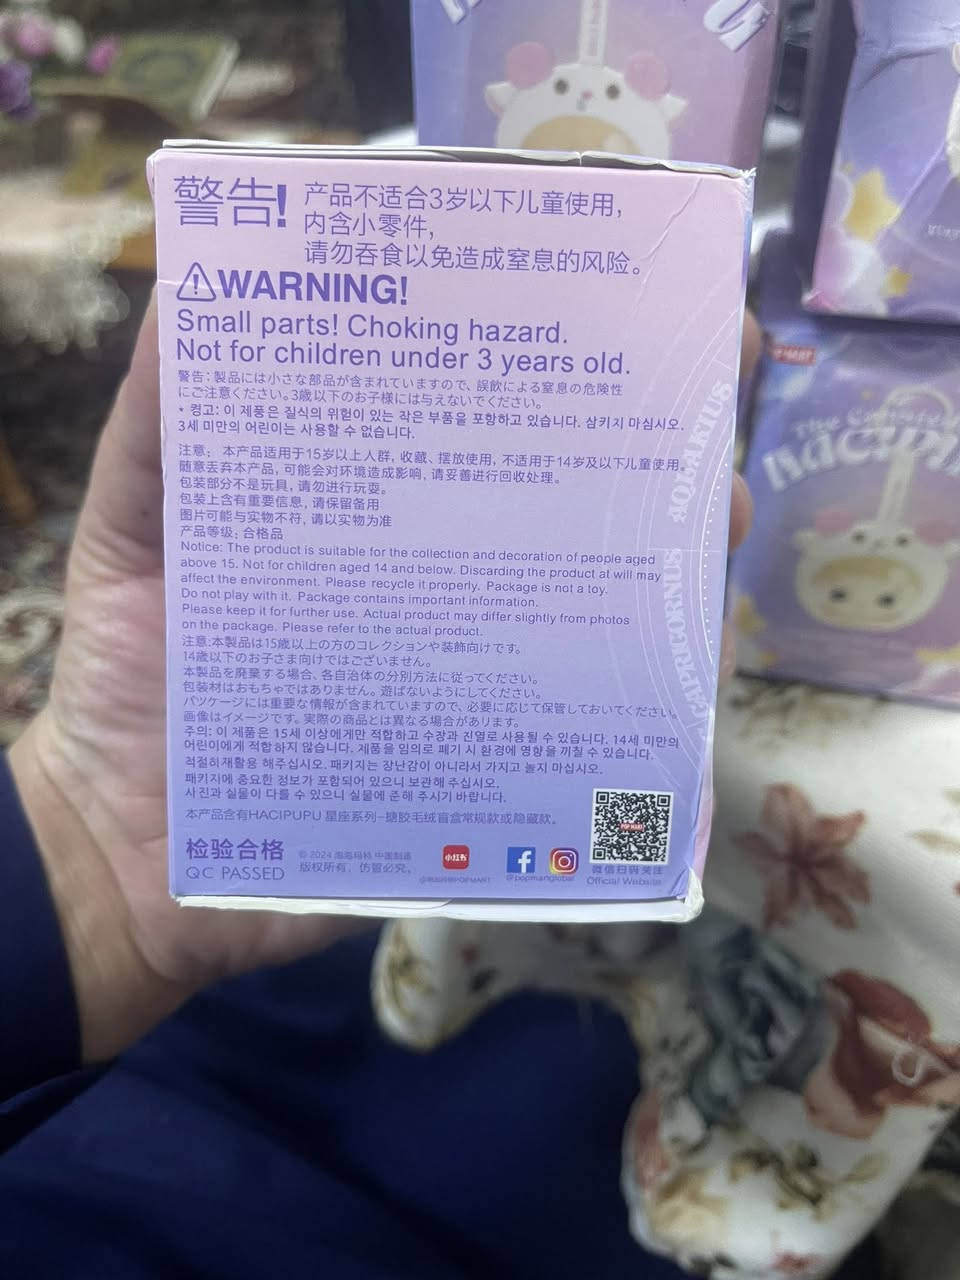 警告!
产品不适合3岁以下儿童使用,
内含小零件,
请勿吞食以免造成窒息的风险。
WARNING!
Small parts! Choking hazard.
Not for children under 3 years old.
警告:製品には小さな部品が含まれていますので、誤飲による窒息の危険性
にご注意ください。3歳以下のお子様には与えないでください。
* 경고: 이 제품은 질식의 위험이 있는 작은 부품을 포함하고 있습니다. 삼키지 마십시오.
3세 미만의 어린이는 사용할 수 없습니다.
注意: 本产品适用于15岁以上人群, 收藏、摆放使用, 不适用于14岁及以下儿童使用。
随意丢弃本产品, 可能会对环境造成影响, 请妥善进行回收处理。
包装部分不是玩具, 请勿进行玩耍。
包装上含有重要信息, 请保留备用
图片可能与实物不符, 请以实物为准
产品等级: 合格品
Notice: The product is suitable for the collection and decoration of people aged
above 15. Not for children aged 14 and below. Discarding the product at will may
affect the environment. Please recycle it properly. Package is not a toy.
Do not play with it. Package contains important information.
Please keep it for further use. Actual product may differ slightly from photos
on the package. Please refer to the actual product.
注意:本製品は15歳以上の方のコレクションや装飾向けです。
14歳以下のお子さま向けではございません。
本製品を廃棄する場合、各自治体の分別方法に従ってください。
包装材はおもちゃではありません。遊ばないようにしてください。
パッケージには重要な情報が含まれていますので、必要に応じて保管しておいてください。
画像はイメージです。実際の商品とは異なる場合があります。
주의: 이 제품은 15세 이상에게만 적합하고 수장과 진열로 사용될 수 있습니다. 14세 미만의
어린이에게 적합하지 않습니다. 제품을 임의로 폐기 시 환경에 영향을 끼칠 수 있습니다.
적절히재활용 해주십시오. 패키지는 장난감이 아니라서 가지고 놀지 마십시오.
패키지에 중요한 정보가 포함되어 있으니 보관해 주십시오.
사진과 실물이 다를 수 있으니 실물에 준해 주시기 바랍니다.
本产品含有HACIPUPU 星座系列-搪胶毛绒盲盒常规款或隐藏款。
检验合格
QC PASSED
© 2024 泡泡玛特 中国制造
版权所有, 仿冒必究。
小红书
@popmartglobal
POP MART
微信扫码关注
Official Website
AQUARIUS
CAPRICORNUS
The Constellation